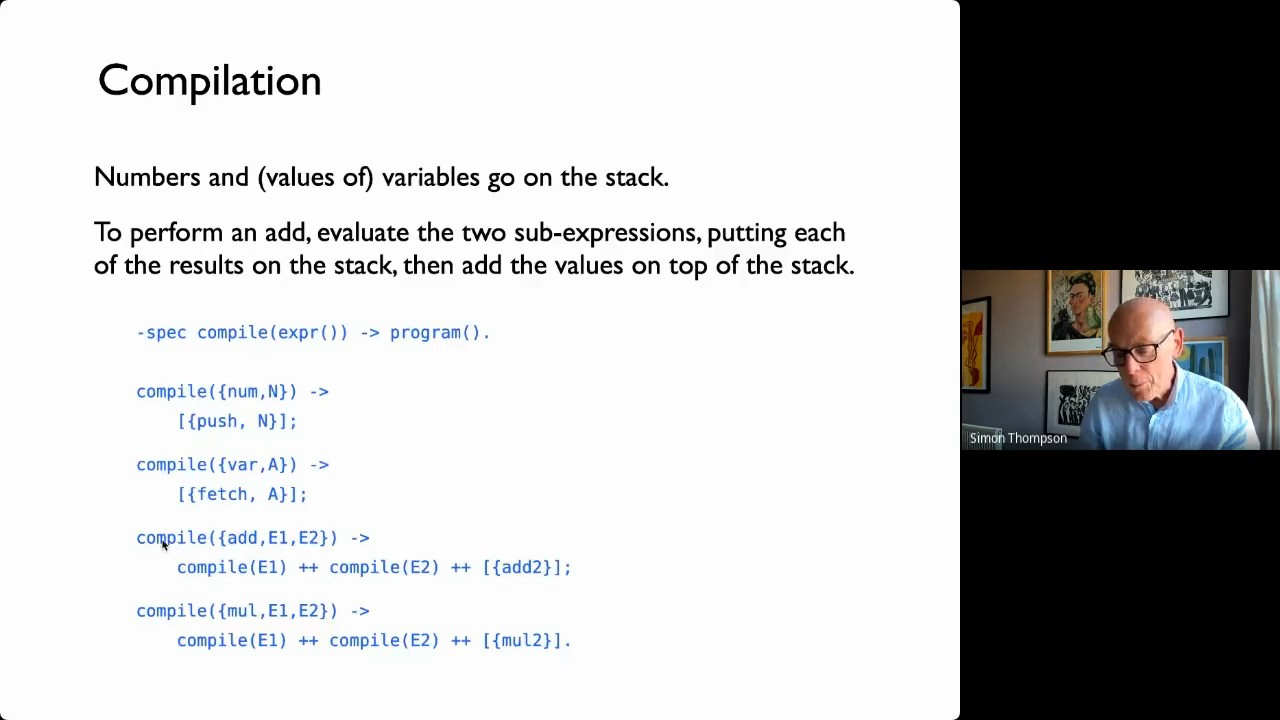 Compilation
Numbers and (values of) variables go on the stack.
To perform an add, evaluate the two sub-expressions, putting each
of the results on the stack, then add the values on top of the stack.
-spec compile(expr()) -> program().
compile({num,N}) ->
[{push, N}];
compile({var,A}) ->
[{fetch, A}];
compile({add,E1,E2}) ->
compile(E1) ++ compile(E2) ++ [{add2}];
compile({mul,E1,E2}) ->
compile(E1) ++ compile(E2) ++ [{mul2}].
Simon Thompson